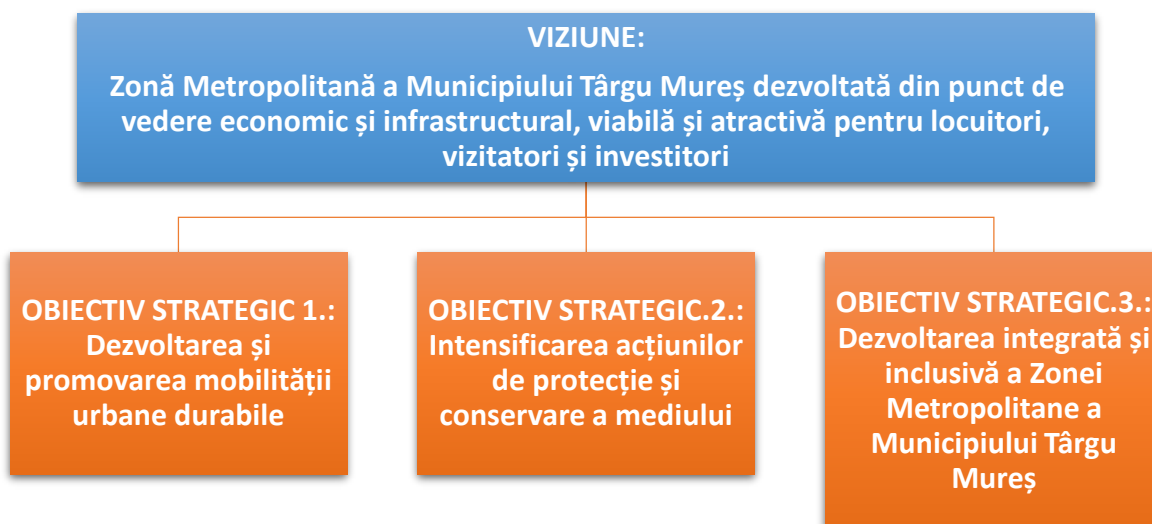 VIZIUNE:
Zonă Metropolitană a Municipiului Târgu Mureș dezvoltată din punct de
vedere economic și infrastructural, viabilă și atractivă pentru locuitori,
vizitatori și investitori
OBIECTIV STRATEGIC 1.:
Dezvoltarea și
promovarea mobilității
urbane durabile
OBIECTIV STRATEGIC.2.:
Intensificarea acțiunilor
de protecție și
conservare a mediului
OBIECTIV STRATEGIC.3.:
Dezvoltarea integrată și
inclusivă a Zonei
Metropolitane a
Municipiului Târgu
Mureș